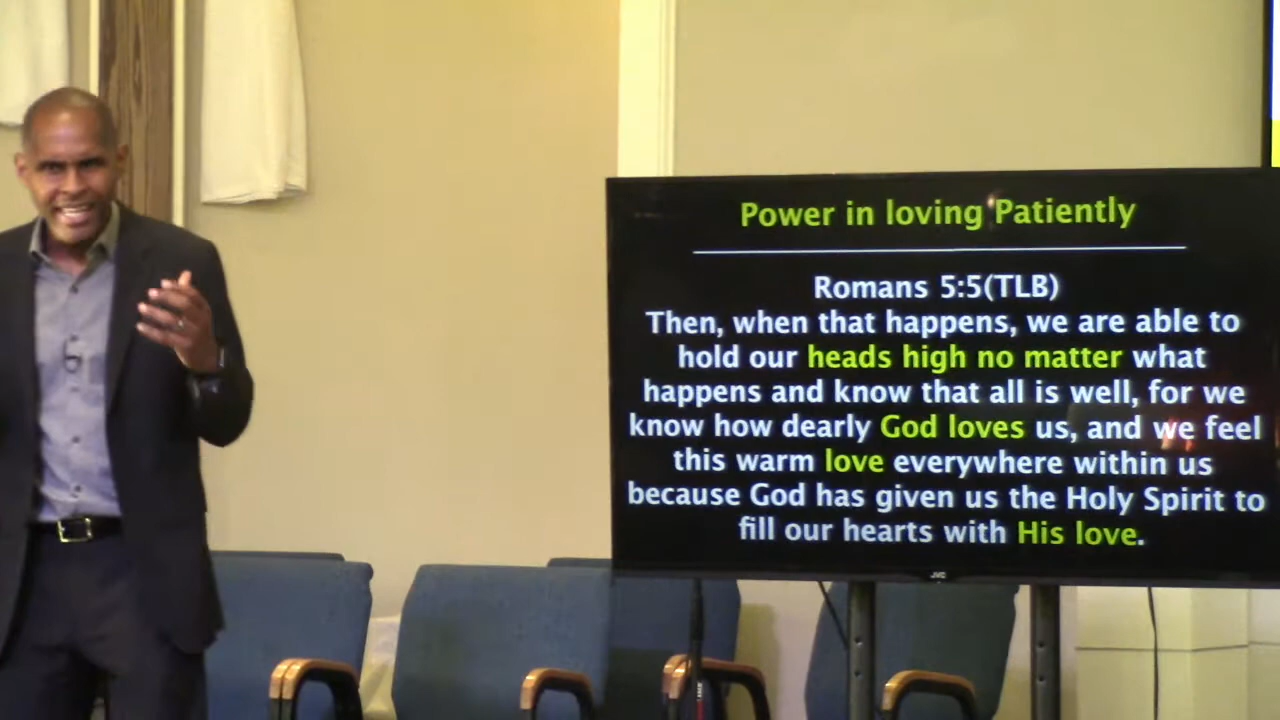 Power in loving Patiently
Romans 5:5(TLB)
Then, when that happens, we are able to
hold our heads high no matter what
happens and know that all is well, for we
know how dearly God loves us, and we feel
this warm love everywhere within us
because God has given us the Holy Spirit to
fill our hearts with His love.
JVC